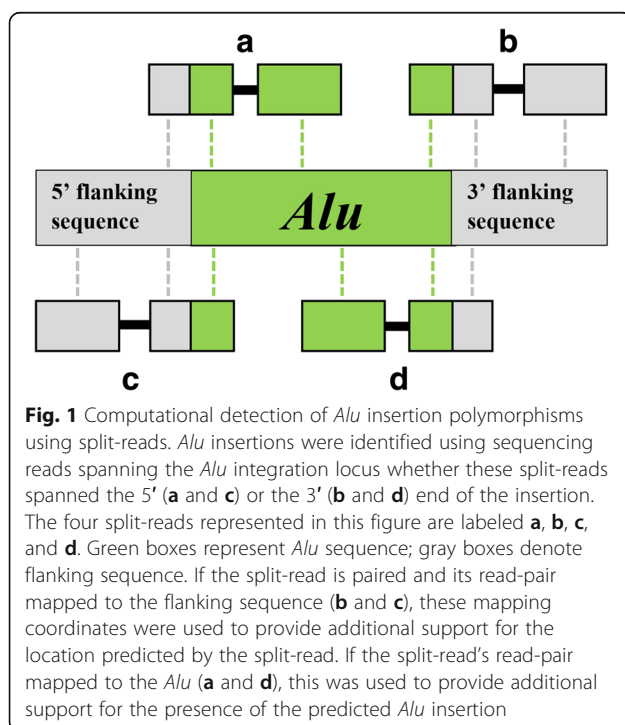 a
b
5’ flanking
sequence
Alu
3’ flanking
sequence
c
d
Fig. 1 Computational detection of Alu insertion polymorphisms
using split-reads. Alu insertions were identified using sequencing
reads spanning the Alu integration locus whether these split-reads
spanned the 5′ (a and c) or the 3′ (b and d) end of the insertion.
The four split-reads represented in this figure are labeled a, b, c,
and d. Green boxes represent Alu sequence; gray boxes denote
flanking sequence. If the split-read is paired and its read-pair
mapped to the flanking sequence (b and c), these mapping
coordinates were used to provide additional support for the
location predicted by the split-read. If the split-read’s read-pair
mapped to the Alu (a and d), this was used to provide additional
support for the presence of the predicted Alu insertion